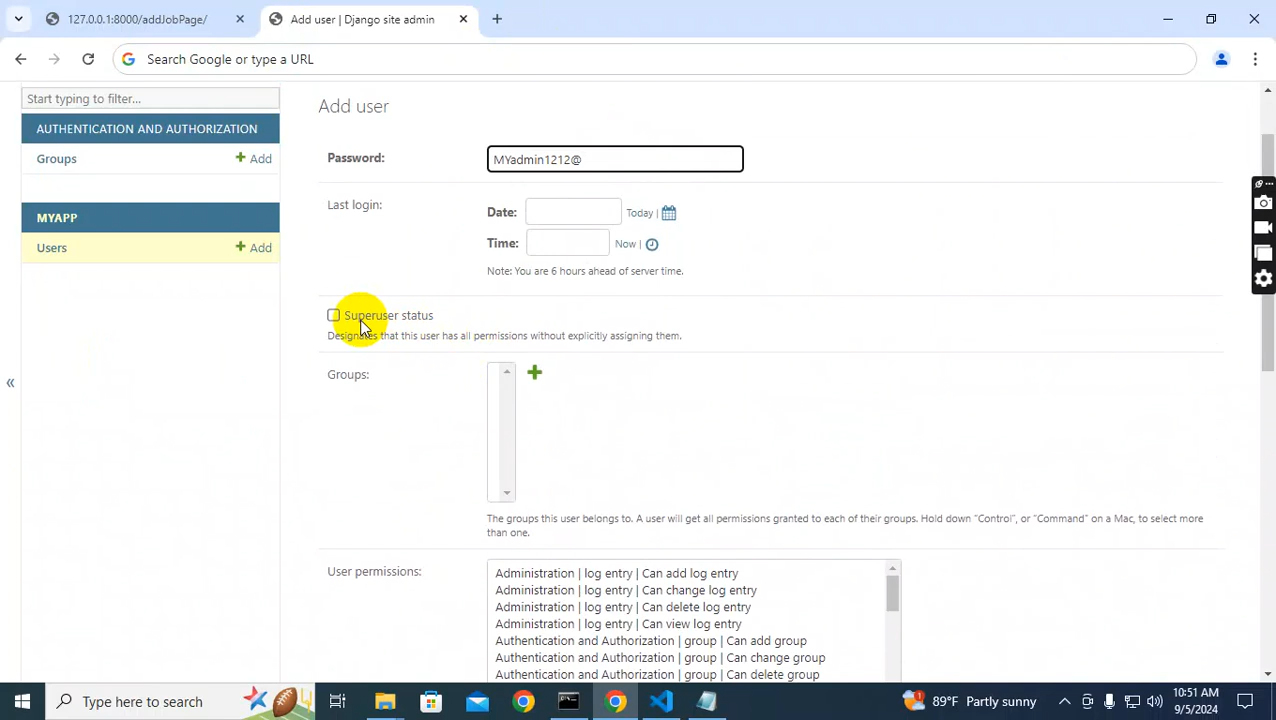 127.0.0.1:8000/addJobPage/
Add user | Django site admin
Search Google or type a URL
Start typing to filter...
Add user
AUTHENTICATION AND AUTHORIZATION
Groups
Add
Password:
MYadmin1212@
MYAPP
Users
Add
Last login:
Date:
Today |
Time:
Now |
Note: You are 6 hours ahead of server time.
Superuser status
Designates that this user has all permissions without explicitly assigning them.
Groups:
The groups this user belongs to. A user will get all permissions granted to each of their groups. Hold down “Control”, or “Command” on a Mac, to select more
than one.
User permissions:
Administration | log entry | Can add log entry
Administration | log entry | Can change log entry
Administration | log entry | Can delete log entry
Administration | log entry | Can view log entry
Authentication and Authorization | group | Can add group
Authentication and Authorization | group | Can change group
Authentication and Authorization | group | Can delete group
Type here to search
89°F Partly sunny
10:51 AM
9/5/2024